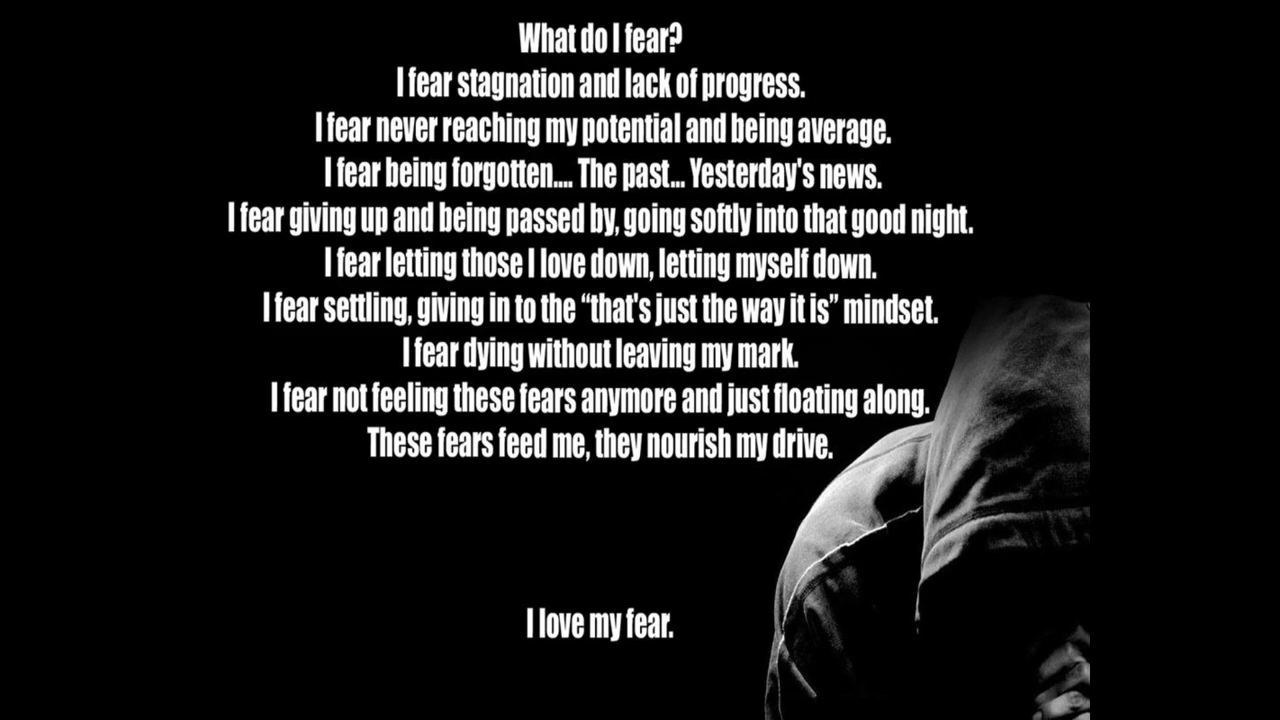 What do I fear?
I fear stagnation and lack of progress.
I fear never reaching my potential and being average.
I fear being forgotten.... The past... Yesterday's news.
I fear giving up and being passed by, going softly into that good night.
I fear letting those I love down, letting myself down.
I fear settling, giving in to the “that's just the way it is” mindset.
I fear dying without leaving my mark.
I fear not feeling these fears anymore and just floating along.
These fears feed me, they nourish my drive.
I love my fear.